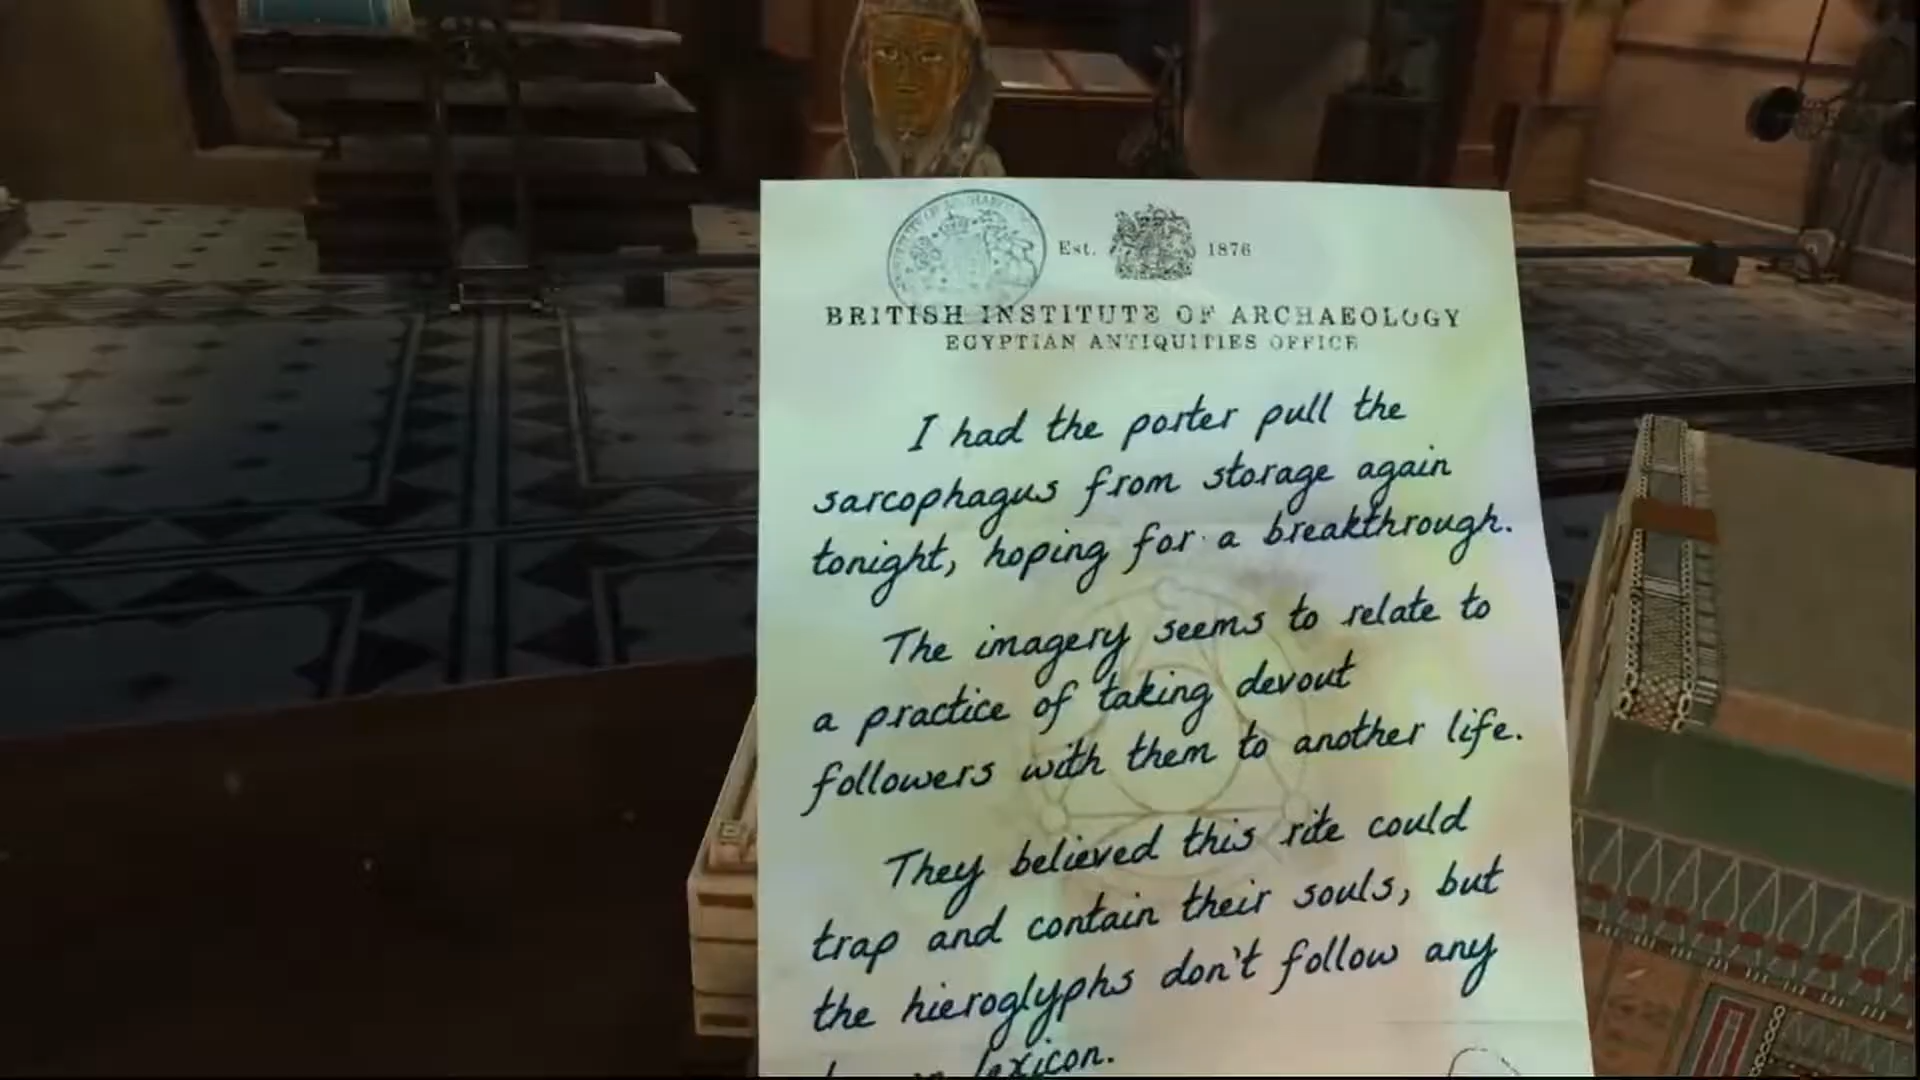 Est. 1876
BRITISH INSTITUTE OF ARCHAEOLOGY
EGYPTIAN ANTIQUITIES OFFICE
I had the porter pull the
sarcophagus from storage again
tonight, hoping for a breakthrough.
The imagery seems to relate to
a practice of taking devout
followers with them to another life.
They believed this rite could
trap and contain their souls, but
the hieroglyphs don't follow any
lexicon.